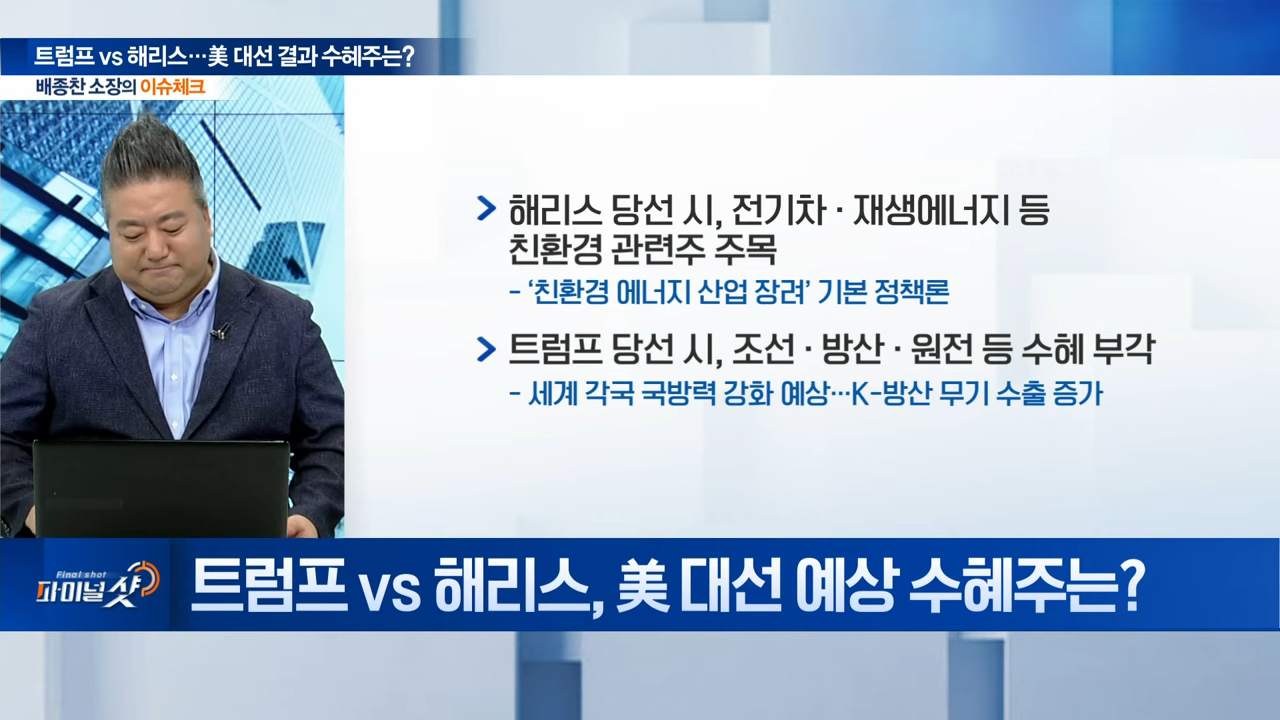 트럼프 vs 해리스…美 대선 결과 수혜주는?
배종찬 소장의 이슈체크
해리스 당선 시, 전기차·재생에너지 등
친환경 관련주 주목
- ‘친환경 에너지 산업 장려’ 기본 정책론
트럼프 당선 시, 조선·방산·원전 등 수혜 부각
- 세계 각국 국방력 강화 예상…K-방산 무기 수출 증가
Final shot
파이널샷
트럼프 vs 해리스, 美 대선 예상 수혜주는?